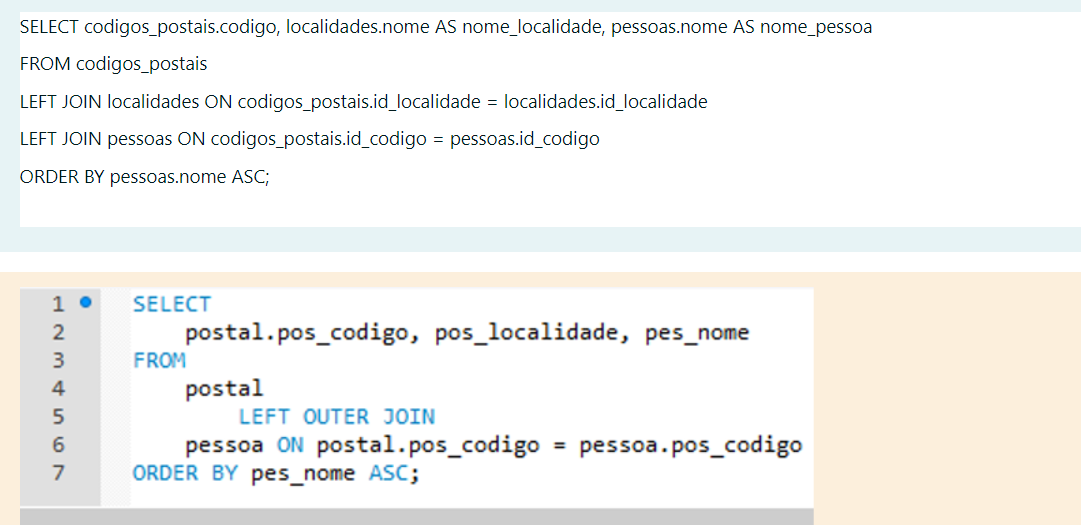 SELECT codigos_postais.codigo, localidades.nome AS nome_localidade, pessoas.nome AS nome_pessoa
FROM codigos_postais
LEFT JOIN localidades ON codigos_postais.id_localidade = localidades.id_localidade
LEFT JOIN pessoas ON codigos_postais.id_codigo = pessoas.id_codigo
ORDER BY pessoas.nome ASC;
1 SELECT
2 postal.pos_codigo, pos_localidade, pes_nome
3 FROM
4 postal
5 LEFT OUTER JOIN
6 pessoa ON postal.pos_codigo = pessoa.pos_codigo
7 ORDER BY pes_nome ASC;